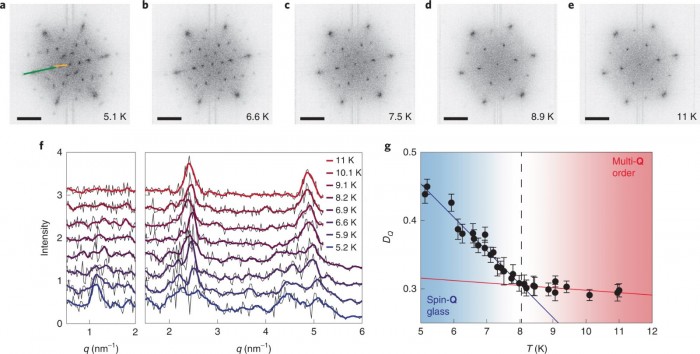 a
b
c
d
e
5.1 K
6.6 K
7.5 K
8.9 K
11 K
f
4
3
2
1
0
Intensity
1
2
q (nm⁻¹)
2
3
4
5
6
q (nm⁻¹)
11 K
10.1 K
9.1 K
8.2 K
6.9 K
6.6 K
5.9 K
5.2 K
g
0.5
0.4
0.3
D_Q
Multi-Q
order
Spin-Q
glass
5
6
7
8
9
10
11
12
T (K)